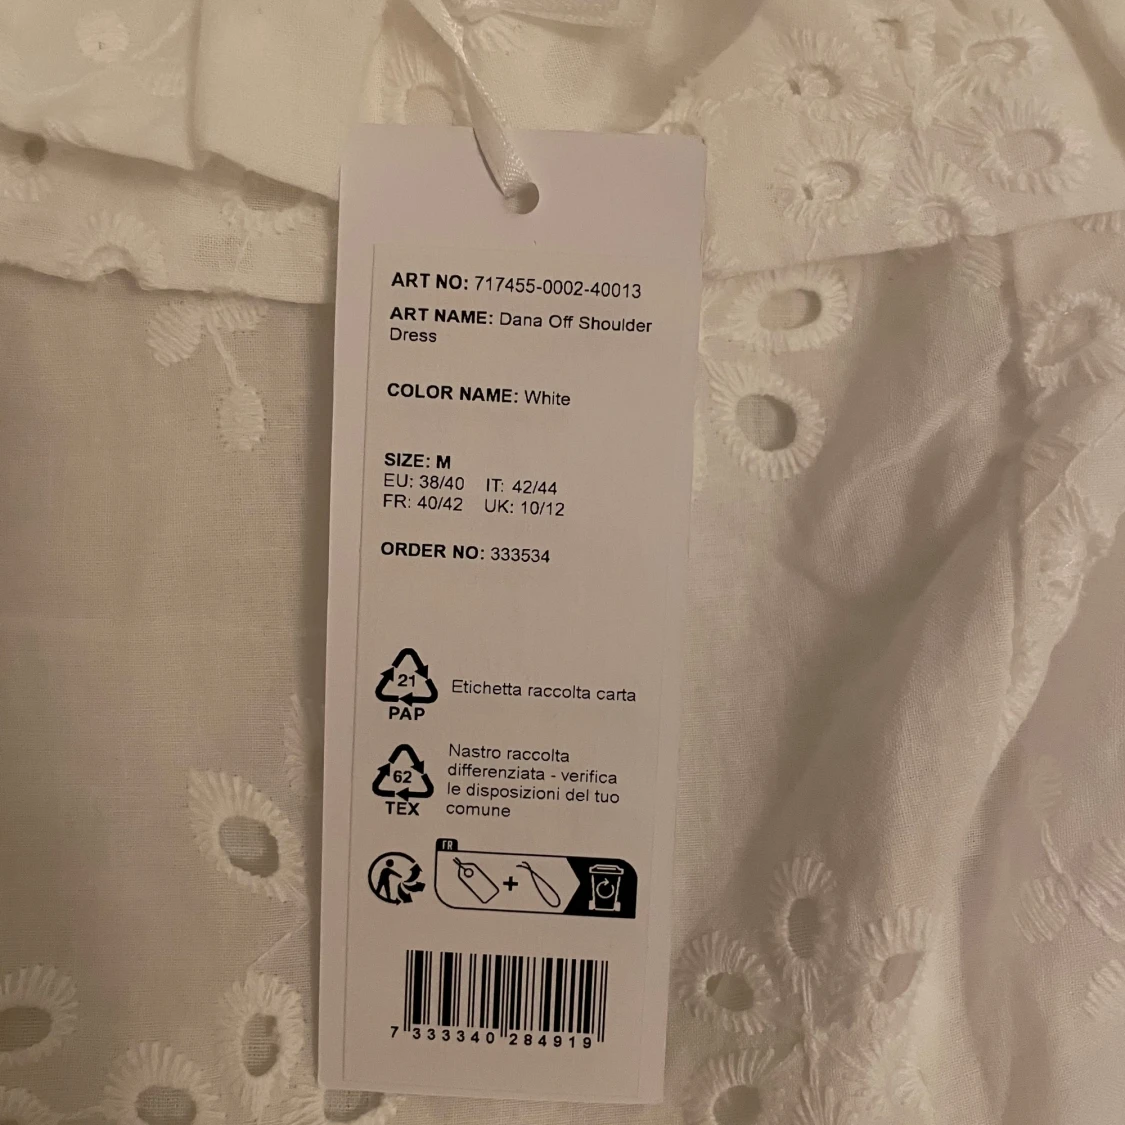 ART NO: 717455-0002-40013
ART NAME: Dana Off Shoulder
Dress
COLOR NAME: White
SIZE: M
EU: 38/40 IT: 42/44
FR: 40/42 UK: 10/12
ORDER NO: 333534
21
PAP
Etichetta raccolta carta
62
TEX
Nastro raccolta
differenziata - verifica
le disposizioni del tuo
comune
FR
+
7 333340 284919